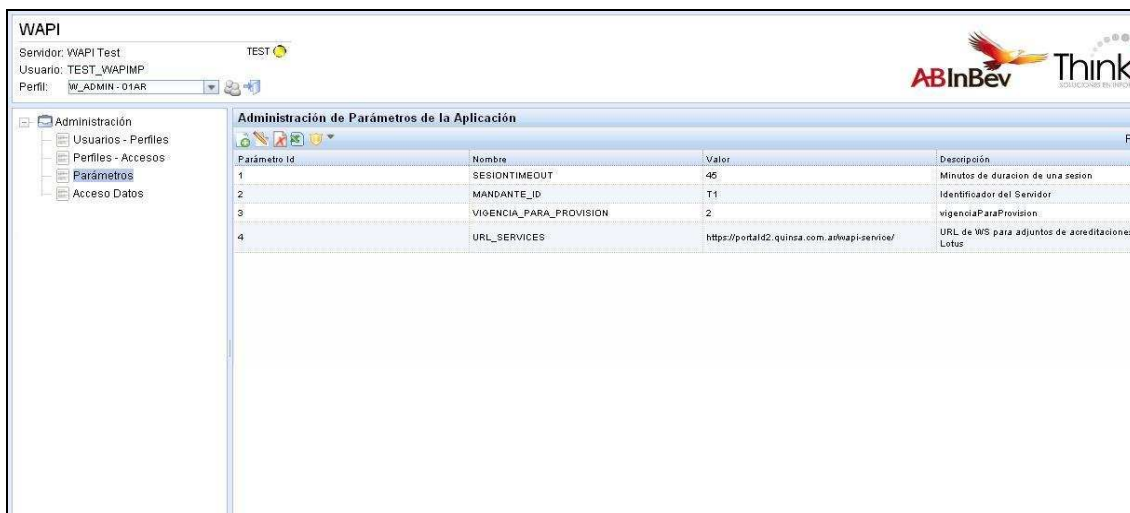 WAPI
Servidor: WAPI Test
TEST
Usuario: TEST_WAPIMP
Perfil: W_ADMIN - 01AR
ABInBev
Think
Administración
Usuarios - Perfiles
Perfiles - Accesos
Parámetros
Acceso Datos
Administración de Parámetros de la Aplicación
Parámetro Id Nombre Valor Descripción
1 SESIONTIMEOUT 45 Minutos de duracion de una sesion
2 MANDANTE_ID T1 Identificador del Servidor
3 VIGENCIA_PARA_PROVISION 2 vigenciaParaProvision
4 URL_SERVICES https://portald2.quinsa.com.ar/wapi-service/ URL de WS para adjuntos de acreditaciones
Lotus